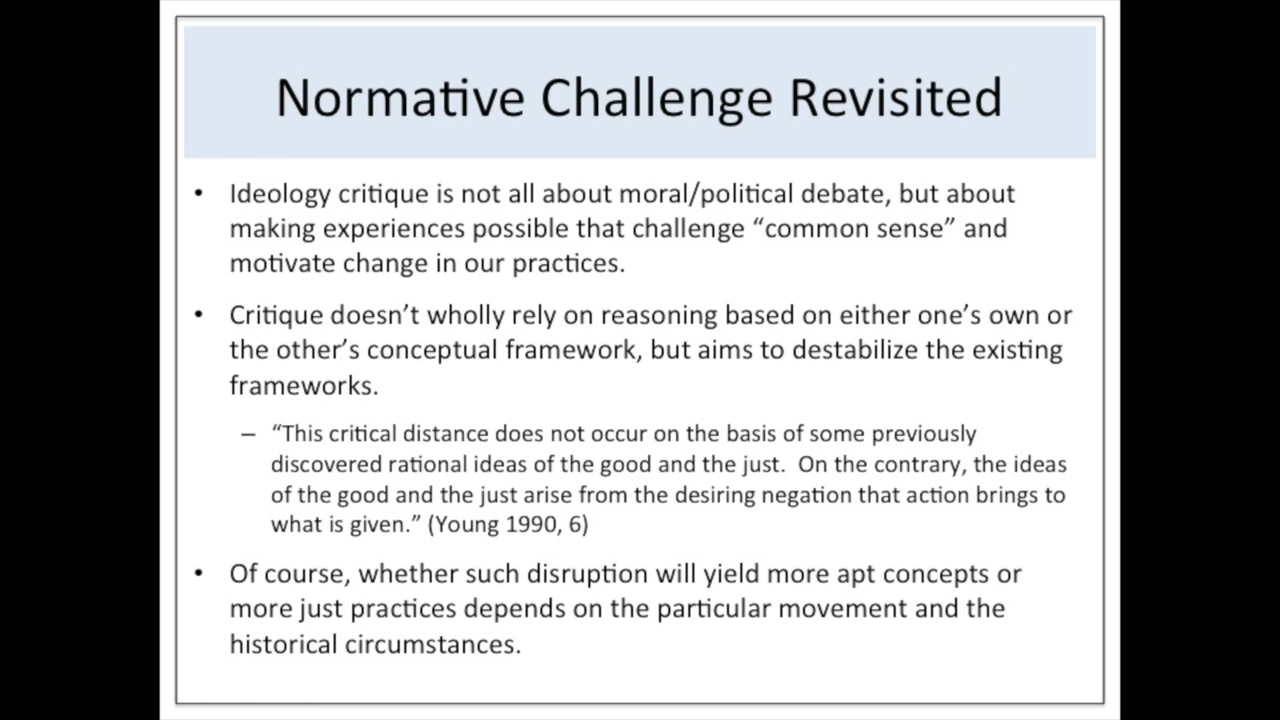 Normative Challenge Revisited
• Ideology critique is not all about moral/political debate, but about
making experiences possible that challenge “common sense” and
motivate change in our practices.
• Critique doesn’t wholly rely on reasoning based on either one’s own or
the other’s conceptual framework, but aims to destabilize the existing
frameworks.
– “This critical distance does not occur on the basis of some previously
discovered rational ideas of the good and the just.  On the contrary, the ideas
of the good and the just arise from the desiring negation that action brings to
what is given.” (Young 1990, 6)
• Of course, whether such disruption will yield more apt concepts or
more just practices depends on the particular movement and the
historical circumstances.